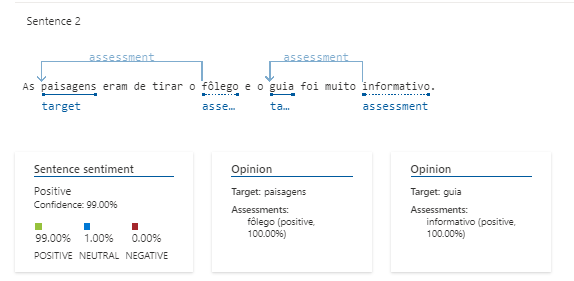 Sentence 2
assessment assessment
As paisagens eram de tirar o fôlego e o guia foi muito informativo.
target asse… ta… assessment
Sentence sentiment
Positive
Confidence: 99.00%
99.00% 1.00% 0.00%
POSITIVE NEUTRAL NEGATIVE
Opinion
Target: paisagens
Assessments:
fôlego (positive,
100.00%)
Opinion
Target: guia
Assessments:
informativo (positive,
100.00%)